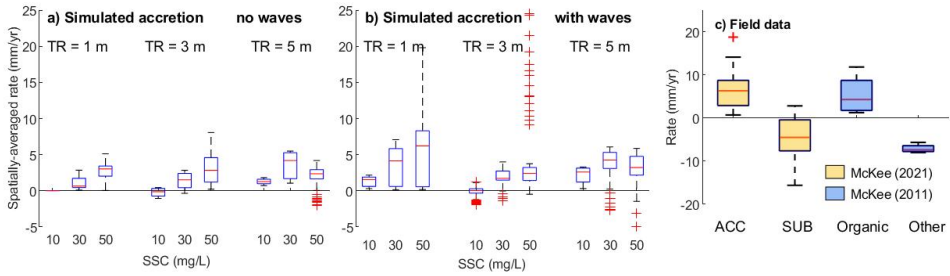 a) Simulated accretion no waves
TR = 1 m TR = 3 m TR = 5 m
Spatially-averaged rate (mm/yr)
25
20
15
10
5
0
-5
10 30 50 10 30 50 10 30 50
SSC (mg/L)
b) Simulated accretion with waves
TR = 1 m TR = 3 m TR = 5 m
25
20
15
10
5
0
-5
10 30 50 10 30 50 10 30 50
SSC (mg/L)
c) Field data
Rate (mm/yr)
20
10
0
-10
-20
McKee (2021)
McKee (2011)
ACC SUB Organic Other